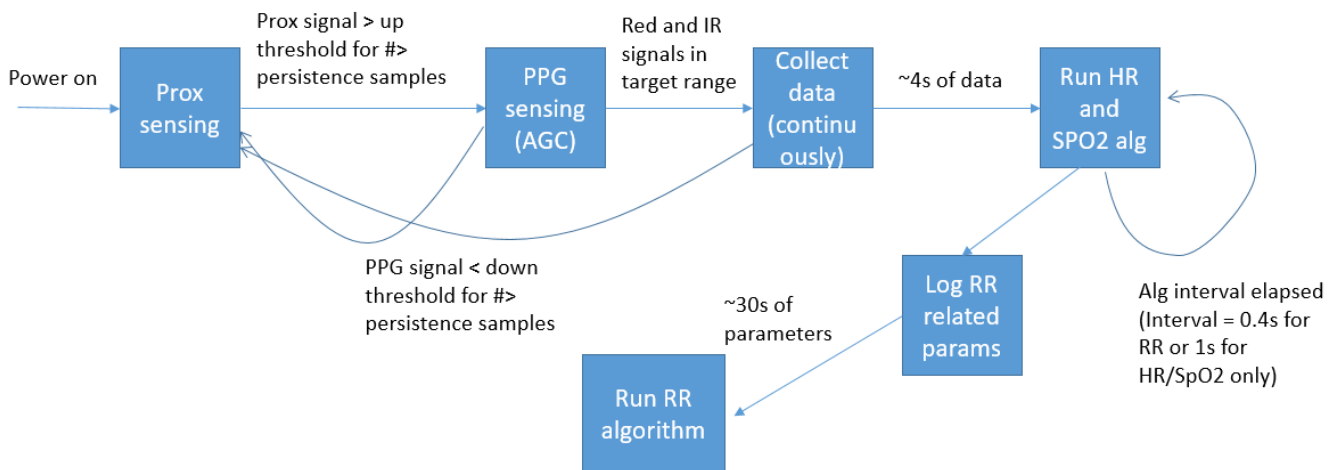 Power on
Prox
sensing
Prox signal > up
threshold for #>
persistence samples
PPG
sensing
(AGC)
Red and IR
signals in
target range
Collect
data
(continu
ously)
~4s of data
Run HR
and
SPO2 alg
PPG signal < down
threshold for #>
persistence samples
Log RR
related
params
Alg interval elapsed
(Interval = 0.4s for
RR or 1s for
HR/SpO2 only)
~30s of
parameters
Run RR
algorithm